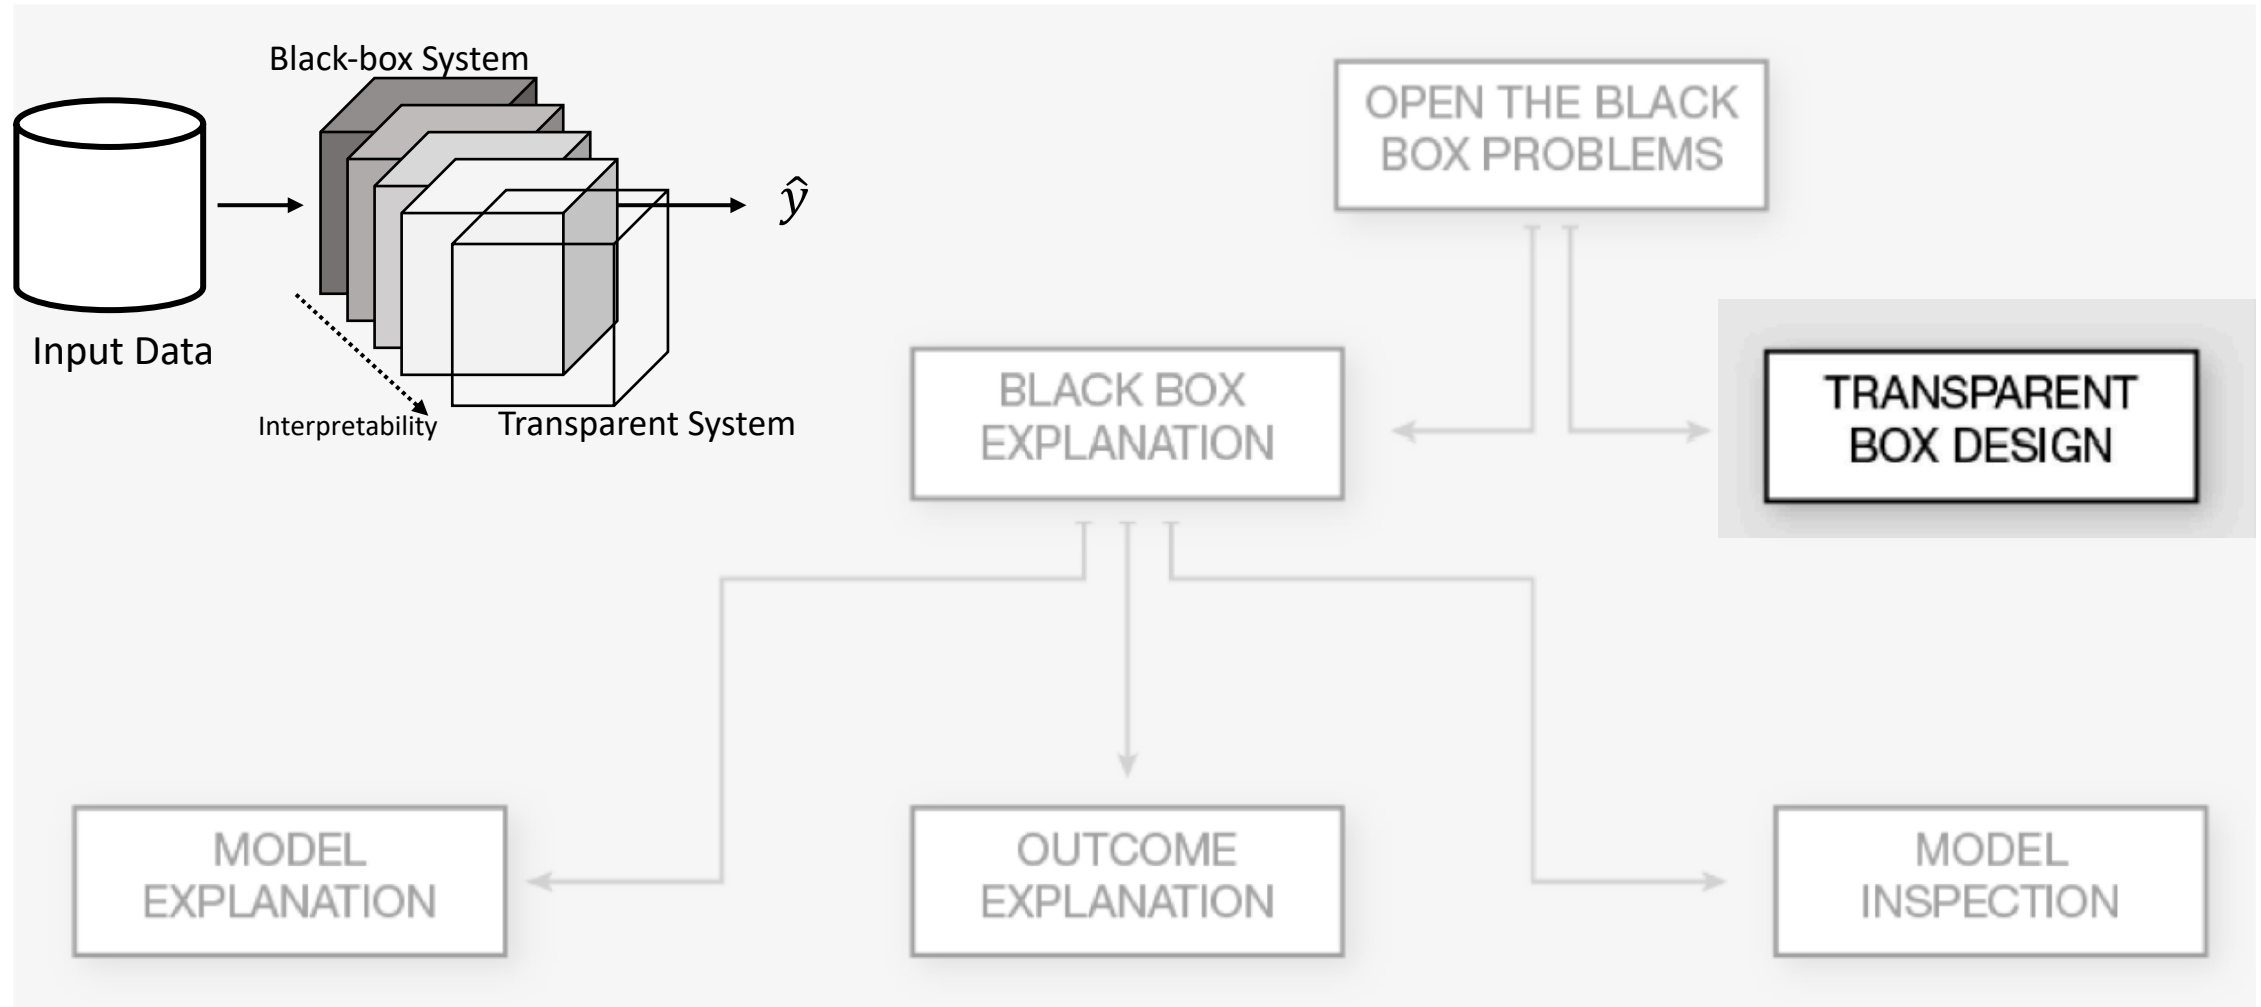 Black-box System
Input Data
ŷ
Interpretability
Transparent System
OPEN THE BLACK
BOX PROBLEMS
BLACK BOX
EXPLANATION
TRANSPARENT
BOX DESIGN
MODEL
EXPLANATION
OUTCOME
EXPLANATION
MODEL
INSPECTION